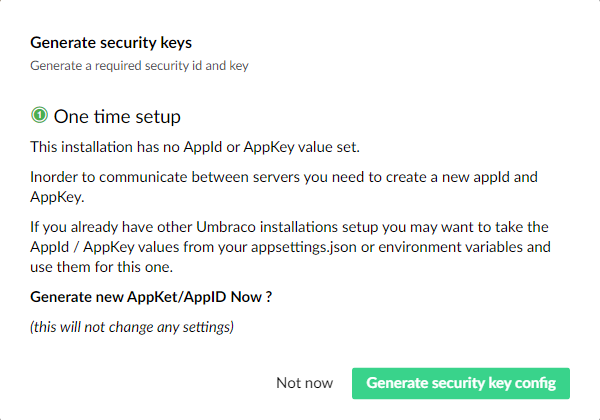 Generate security keys
Generate a required security id and key
1 One time setup
This installation has no AppId or AppKey value set.
Inorder to communicate between servers you need to create a new appId and
AppKey.
If you already have other Umbraco installations setup you may want to take the
AppId / AppKey values from your appsettings.json or environment variables and
use them for this one.
Generate new AppKet/AppID Now ?
(this will not change any settings)
Not now Generate security key config